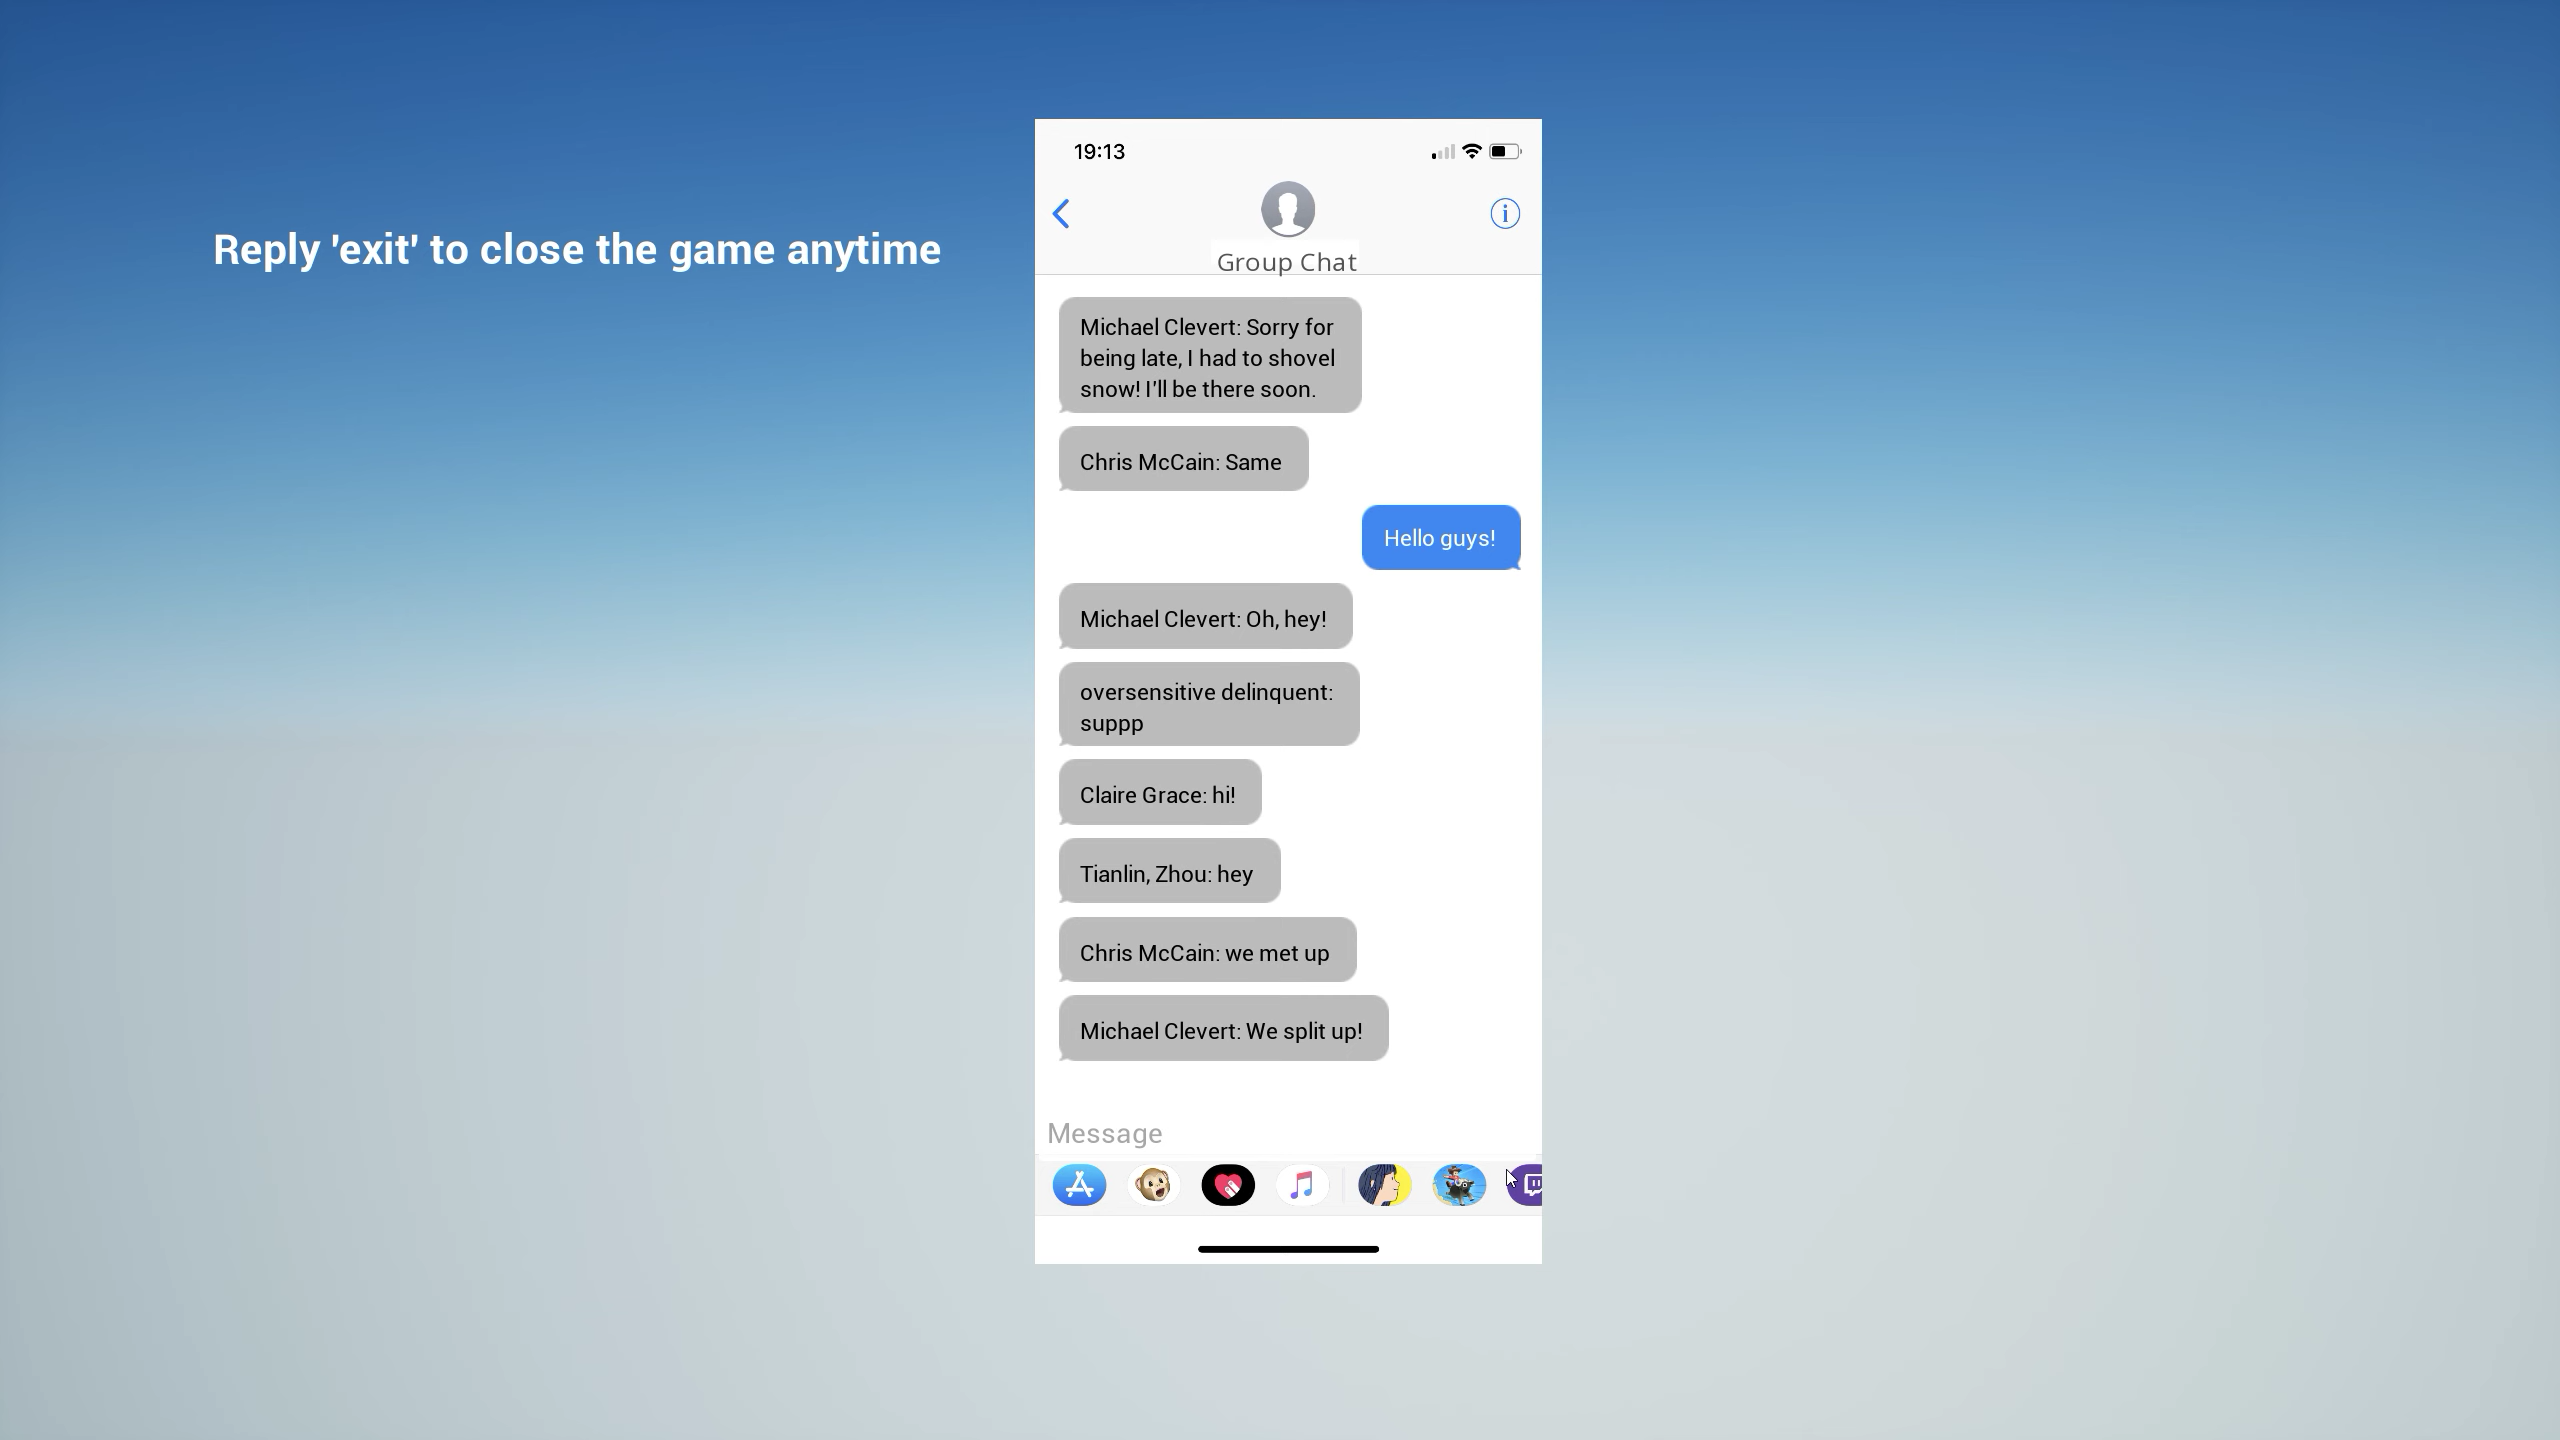 19:13
Reply 'exit' to close the game anytime
Group Chat
Michael Clevert: Sorry for
being late, I had to shovel
snow! I'll be there soon.
Chris McCain: Same
Hello guys!
Michael Clevert: Oh, hey!
oversensitive delinquent:
suppp
Claire Grace: hi!
Tianlin, Zhou: hey
Chris McCain: we met up
Michael Clevert: We split up!
Message